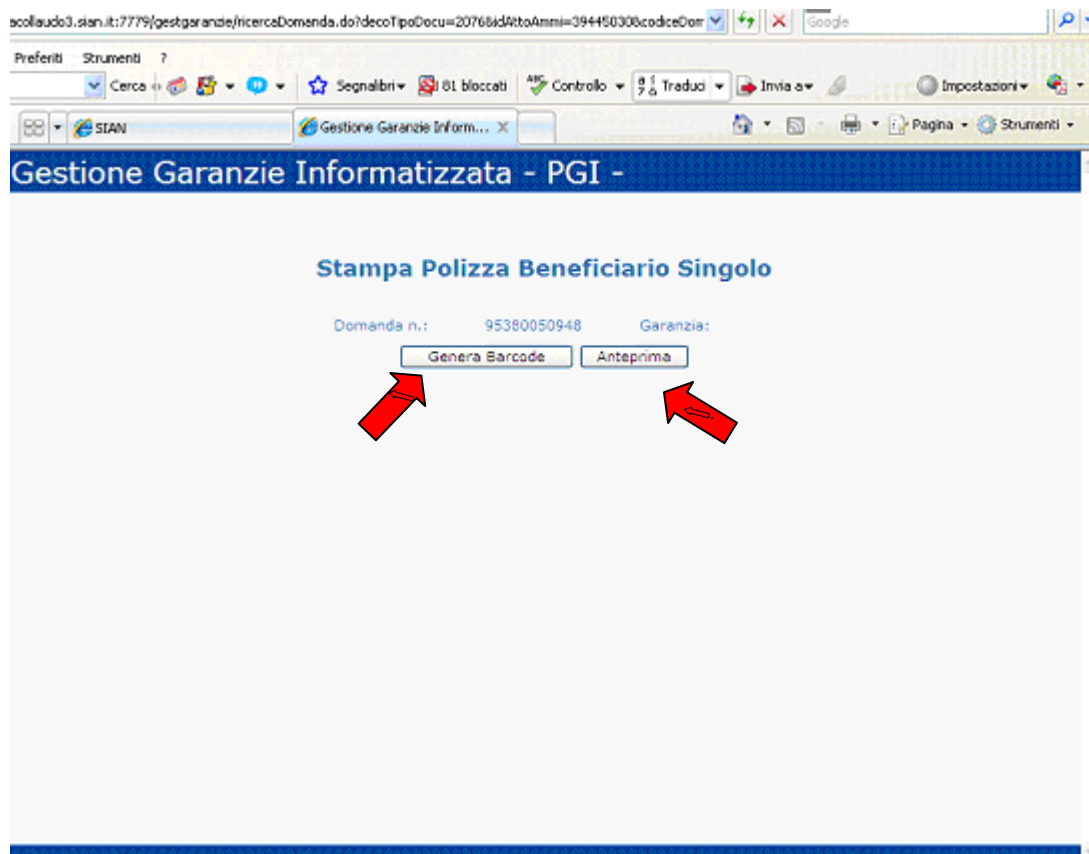 acollaudo3.sian.it:7779/gestgaranzie/ricercaDomanda.do?decoTipoDocu=2076&idAttoAmmi=39445030&codiceDom Google
Preferiti Strumenti ?
Cerca Segnalibri 81 bloccati ABC Controllo Traduci Invia a Impostazioni
SIAN Gestione Garanzie Inform... X Pagina Strumenti
Gestione Garanzie Informatizzata - PGI -
Stampa Polizza Beneficiario Singolo
Domanda n.: 95380050948 Garanzia:
Genera Barcode Anteprima